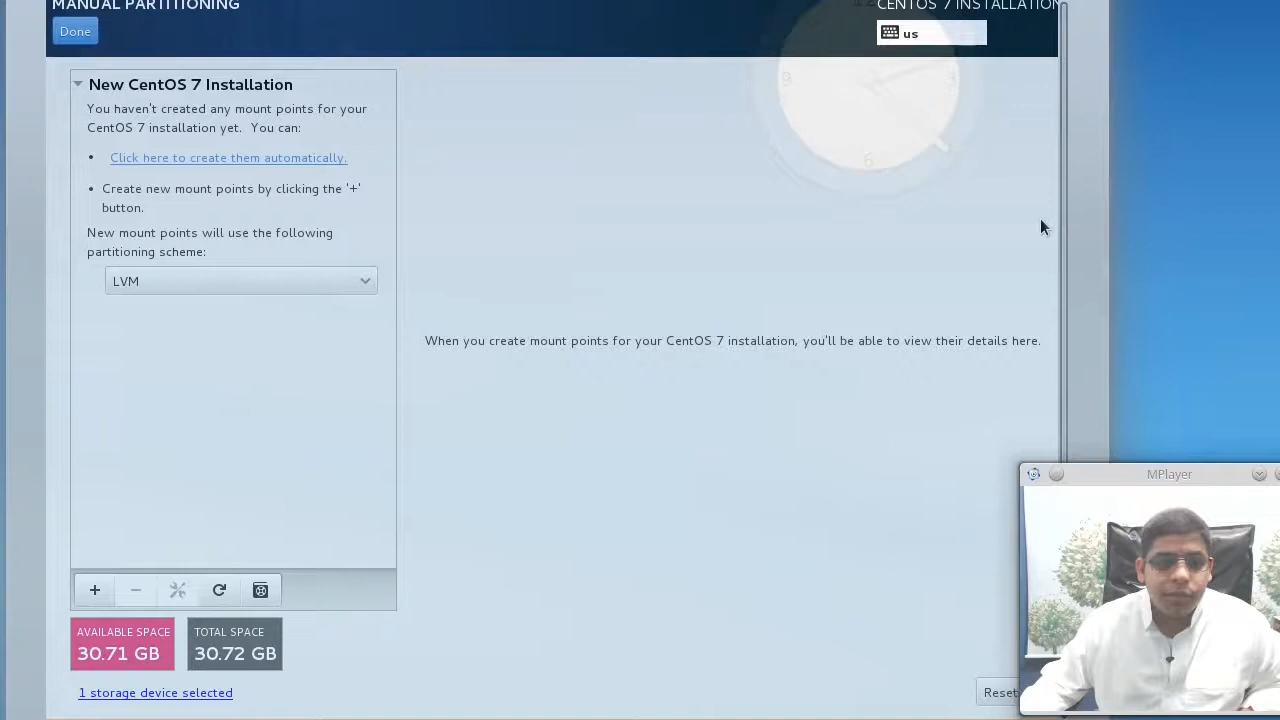 MANUAL PARTITIONING
CENTOS 7 INSTALLATION
Done
us
New CentOS 7 Installation
You haven't created any mount points for your
CentOS 7 installation yet.  You can:
• Click here to create them automatically.
• Create new mount points by clicking the '+'
button.
New mount points will use the following
partitioning scheme:
LVM
When you create mount points for your CentOS 7 installation, you'll be able to view their details here.
+ −
AVAILABLE SPACE
30.71 GB
TOTAL SPACE
30.72 GB
1 storage device selected
Reset
MPlayer
12
9
3
6